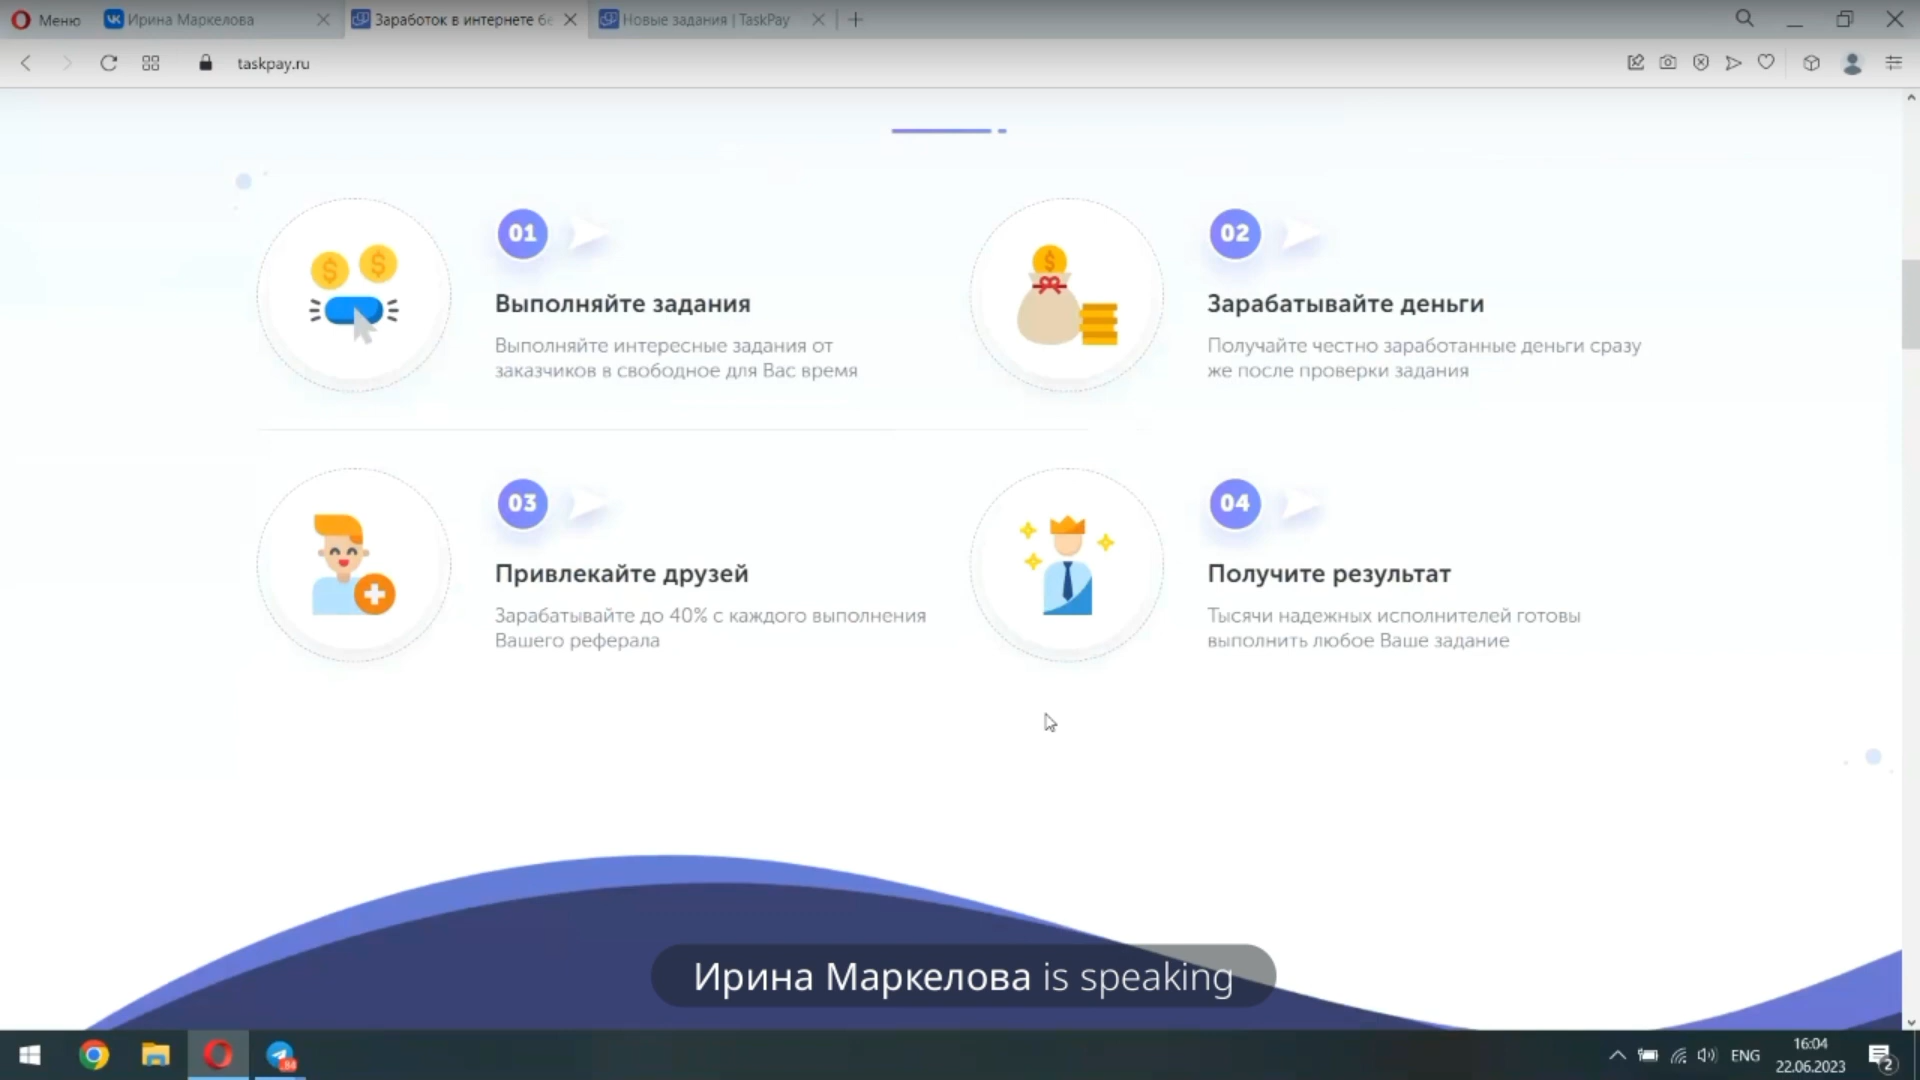 Меню
Ирина Маркелова
Заработок в интернете бе
Новые задания | TaskPay
taskpay.ru
01
Выполняйте задания
Выполняйте интересные задания от
заказчиков в свободное для Вас время
02
Зарабатывайте деньги
Получайте честно заработанные деньги сразу
же после проверки задания
03
Привлекайте друзей
Зарабатывайте до 40% с каждого выполнения
Вашего реферала
04
Получите результат
Тысячи надежных исполнителей готовы
выполнить любое Ваше задание
Ирина Маркелова is speaking
84
ENG
16:04
22.06.2023
2